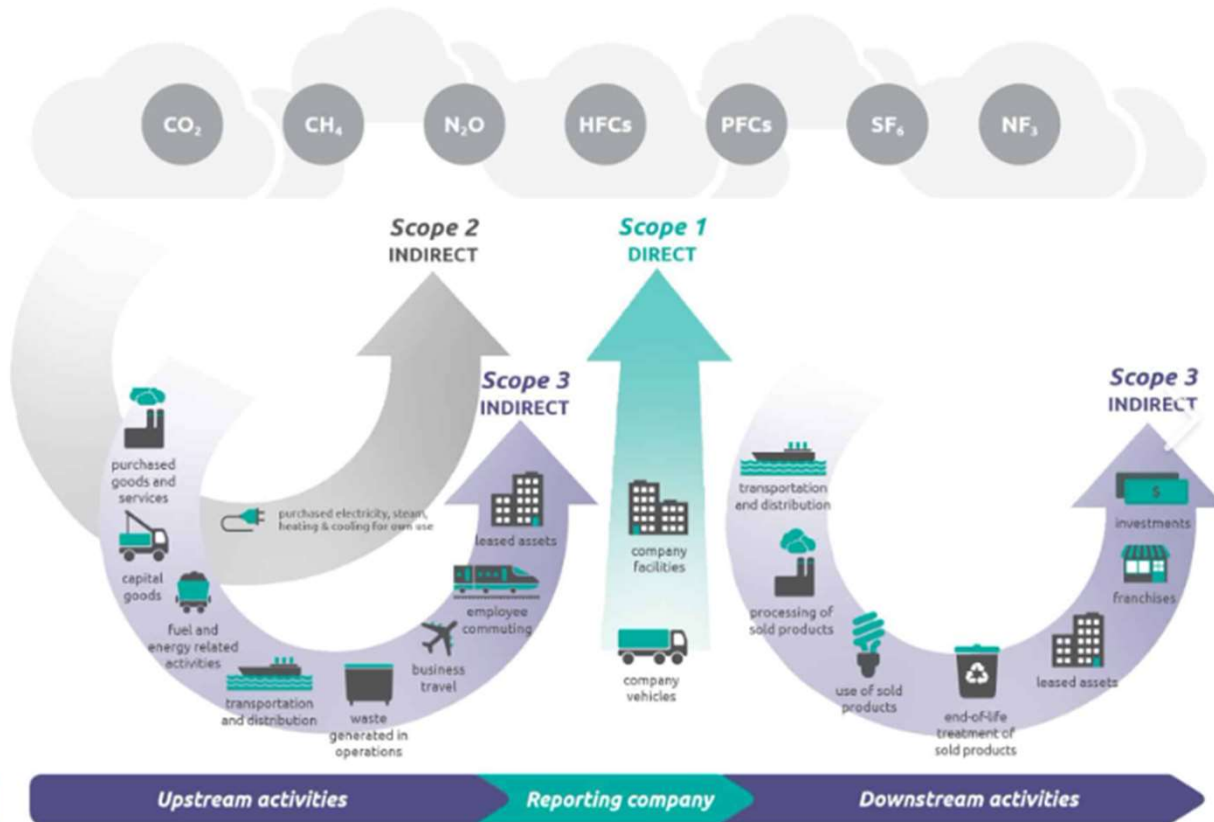 CO₂
CH₄
N₂O
HFCs
PFCs
SF₆
NF₃
Scope 2
INDIRECT
Scope 1
DIRECT
Scope 3
INDIRECT
Scope 3
INDIRECT
purchased
goods and
services
capital
goods
fuel and
energy related
activities
transportation
and distribution
waste
generated in
operations
business
travel
employee
commuting
leased assets
purchased electricity, steam,
heating & cooling for own use
company
facilities
company
vehicles
transportation
and distribution
processing of
sold products
use of sold
products
end-of-life
treatment of
sold products
leased assets
franchises
$
investments
Upstream activities
Reporting company
Downstream activities